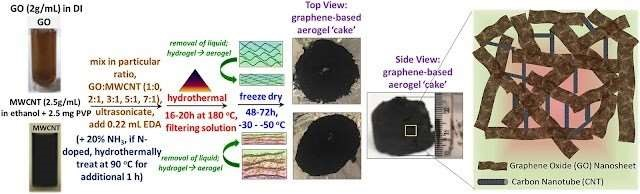 GO (2g/mL) in DI
GO
MWCNT (2.5g/mL)
in ethanol + 2.5 mg PVP
MWCNT
mix in particular
ratio,
GO:MWCNT (1:0,
2:1, 3:1, 5:1, 7:1)
ultrasonicate,
add 0.22 mL EDA
(+ 20% NH3, if N-
doped, hydrothermally
treat at 90 °C for
additional 1 h)
hydrothermal
16-20h at 180 °C,
filtering solution
removal of liquid;
hydrogel → aerogel
freeze dry
48-72h,
-30 - -50 °C
removal of liquid;
hydrogel → aerogel
Top View:
graphene-based
aerogel ‘cake’
Side View:
graphene-based
aerogel ‘cake’
Graphene Oxide (GO) Nanosheet
Carbon Nanotube (CNT)